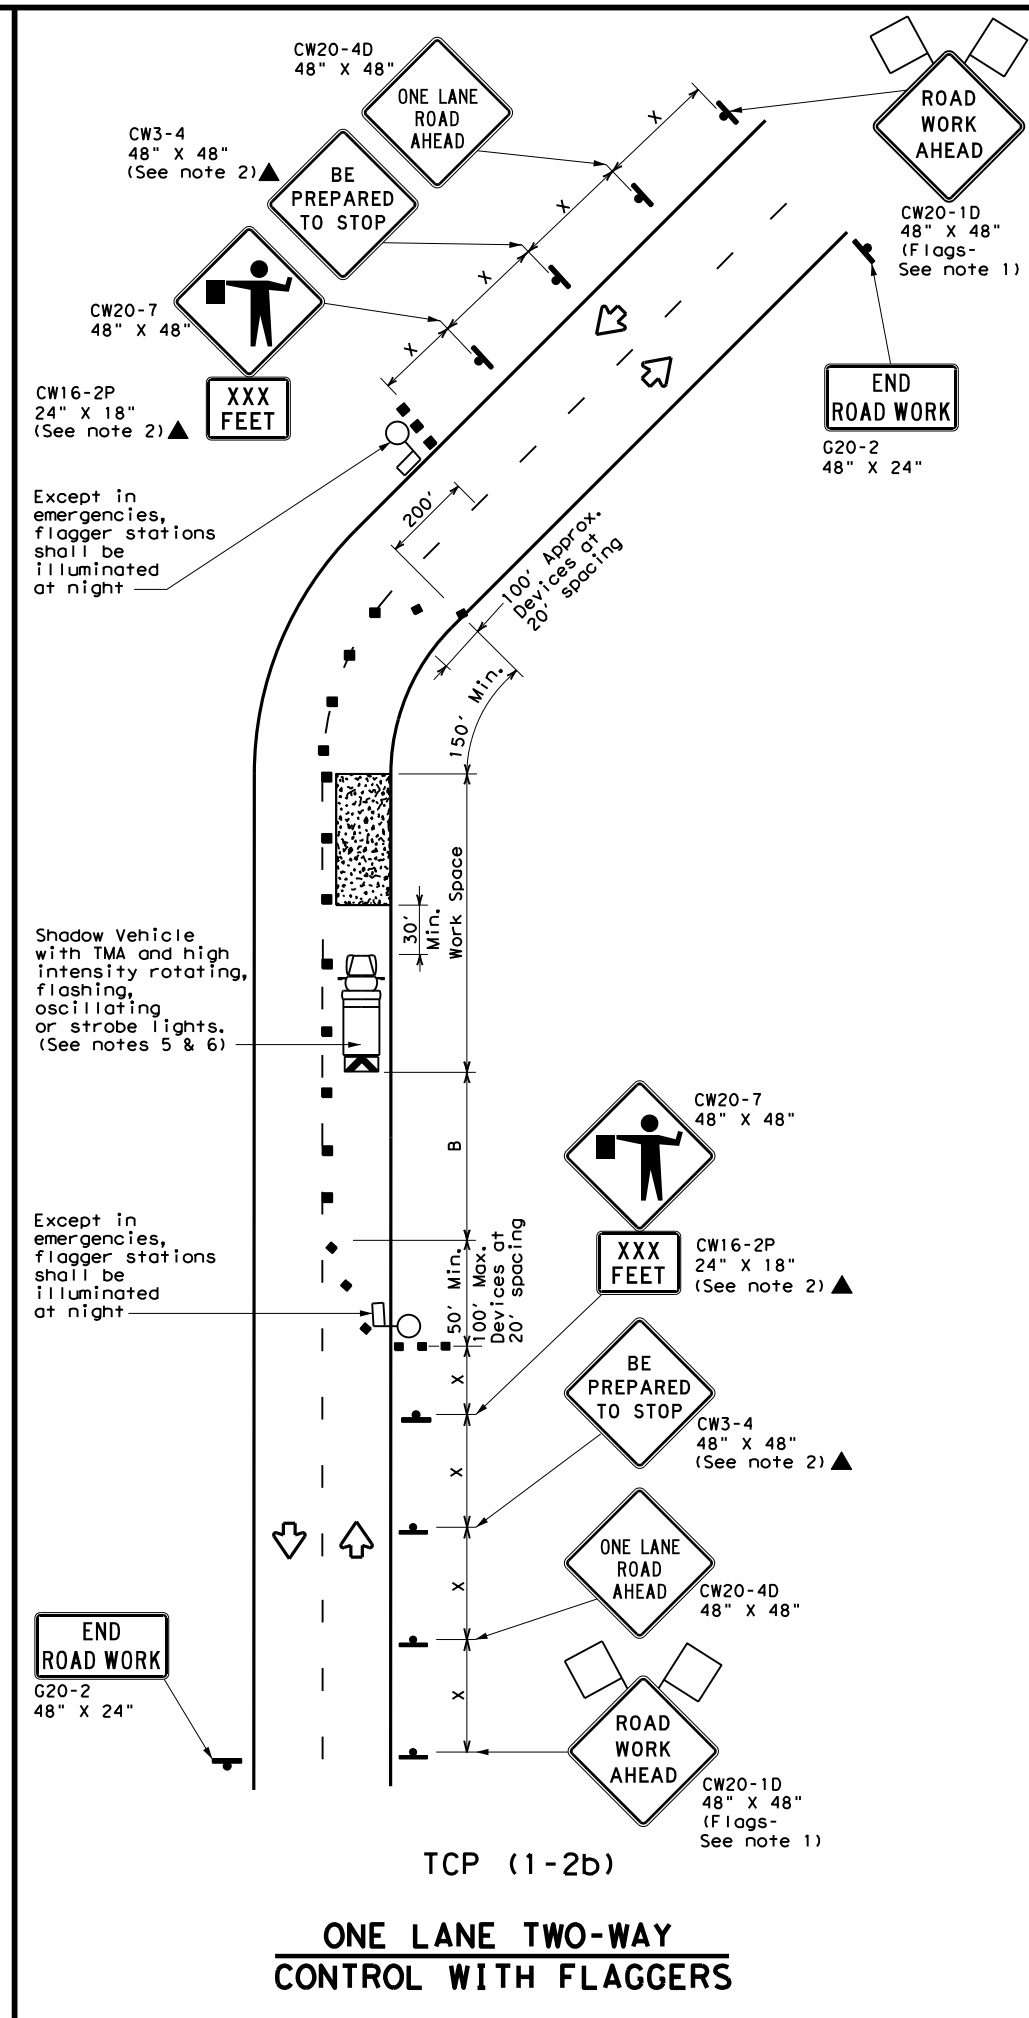 CW20-4D
48" X 48"
ONE LANE
ROAD
AHEAD
ROAD
WORK
AHEAD
CW20-1D
48" X 48"
(Flags-
See note 1)
CW3-4
48" X 48"
(See note 2)
BE
PREPARED
TO STOP
X
X
X
X
CW20-7
48" X 48"
CW16-2P
24" X 18"
(See note 2)
XXX
FEET
END
ROAD WORK
G20-2
48" X 24"
Except in
emergencies,
flagger stations
shall be
illuminated
at night
200'
100' Approx.
Devices at
20' spacing
150' Min.
Work Space
30'
Min.
Shadow Vehicle
with TMA and high
intensity rotating,
flashing,
oscillating
or strobe lights.
(See notes 5 & 6)
B
CW20-7
48" X 48"
XXX
FEET
CW16-2P
24" X 18"
(See note 2)
Except in
emergencies,
flagger stations
shall be
illuminated
at night
50' Min.
100' Max.
Devices at
20' spacing
X
X
X
X
BE
PREPARED
TO STOP
CW3-4
48" X 48"
(See note 2)
ONE LANE
ROAD
AHEAD
CW20-4D
48" X 48"
END
ROAD WORK
G20-2
48" X 24"
ROAD
WORK
AHEAD
CW20-1D
48" X 48"
(Flags-
See note 1)
TCP (1-2b)
ONE LANE TWO-WAY
CONTROL WITH FLAGGERS